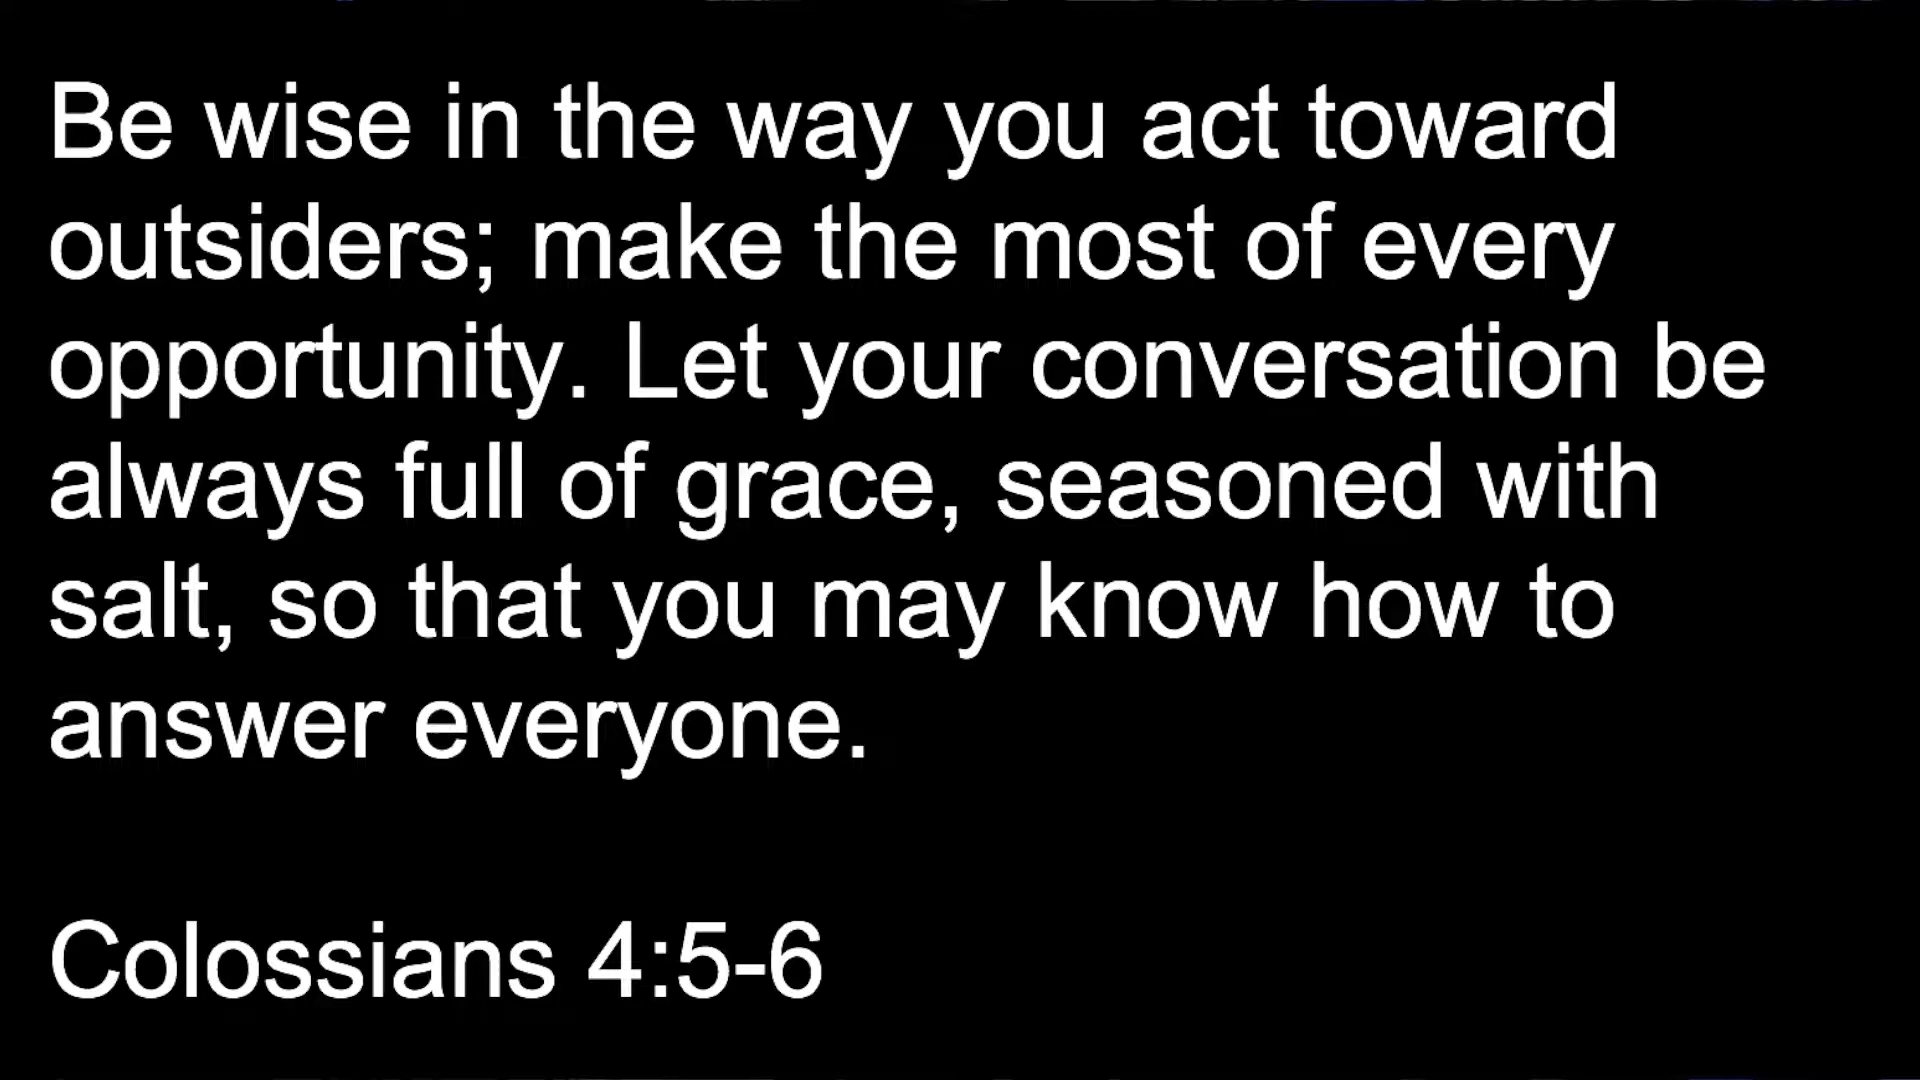 Be wise in the way you act toward
outsiders; make the most of every
opportunity. Let your conversation be
always full of grace, seasoned with
salt, so that you may know how to
answer everyone.
Colossians 4:5-6